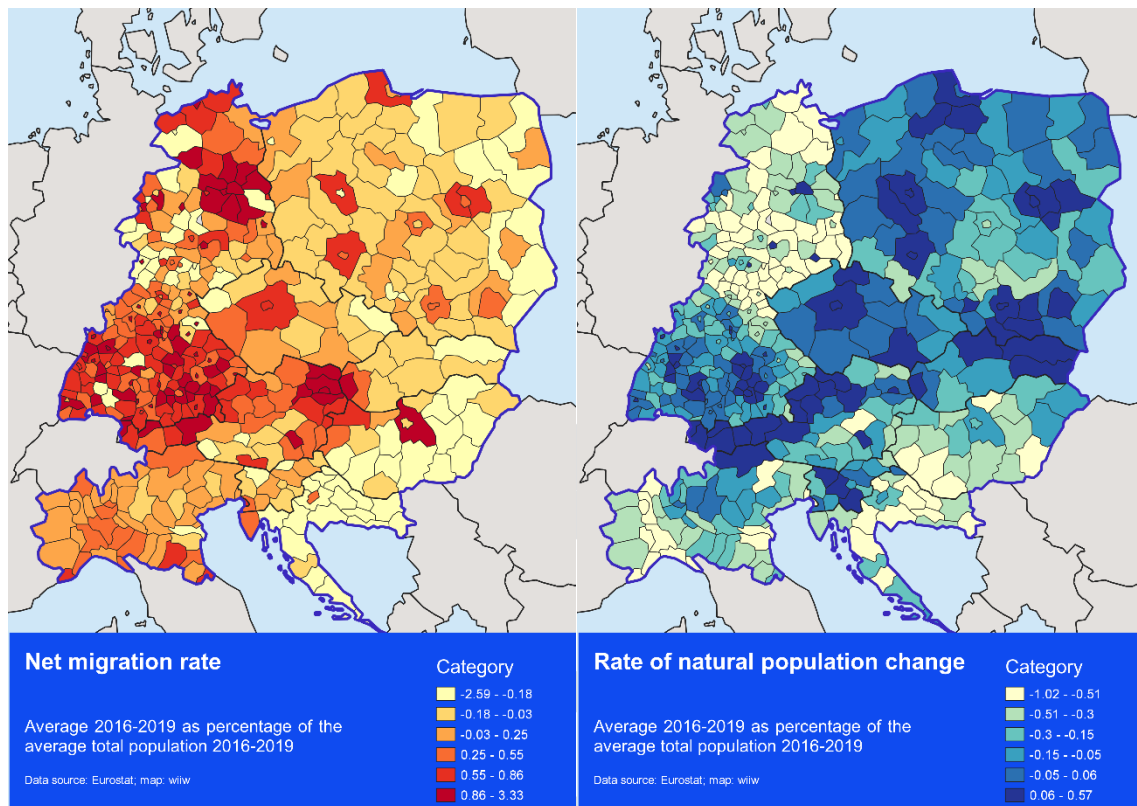 Net migration rate
Average 2016-2019 as percentage of the
average total population 2016-2019
Data source: Eurostat; map: wiiw
Category
-2.59 - -0.18
-0.18 - -0.03
-0.03 - 0.25
0.25 - 0.55
0.55 - 0.86
0.86 - 3.33
Rate of natural population change
Average 2016-2019 as percentage of the
average total population 2016-2019
Data source: Eurostat; map: wiiw
Category
-1.02 - -0.51
-0.51 - -0.3
-0.3 - -0.15
-0.15 - -0.05
-0.05 - 0.06
0.06 - 0.57